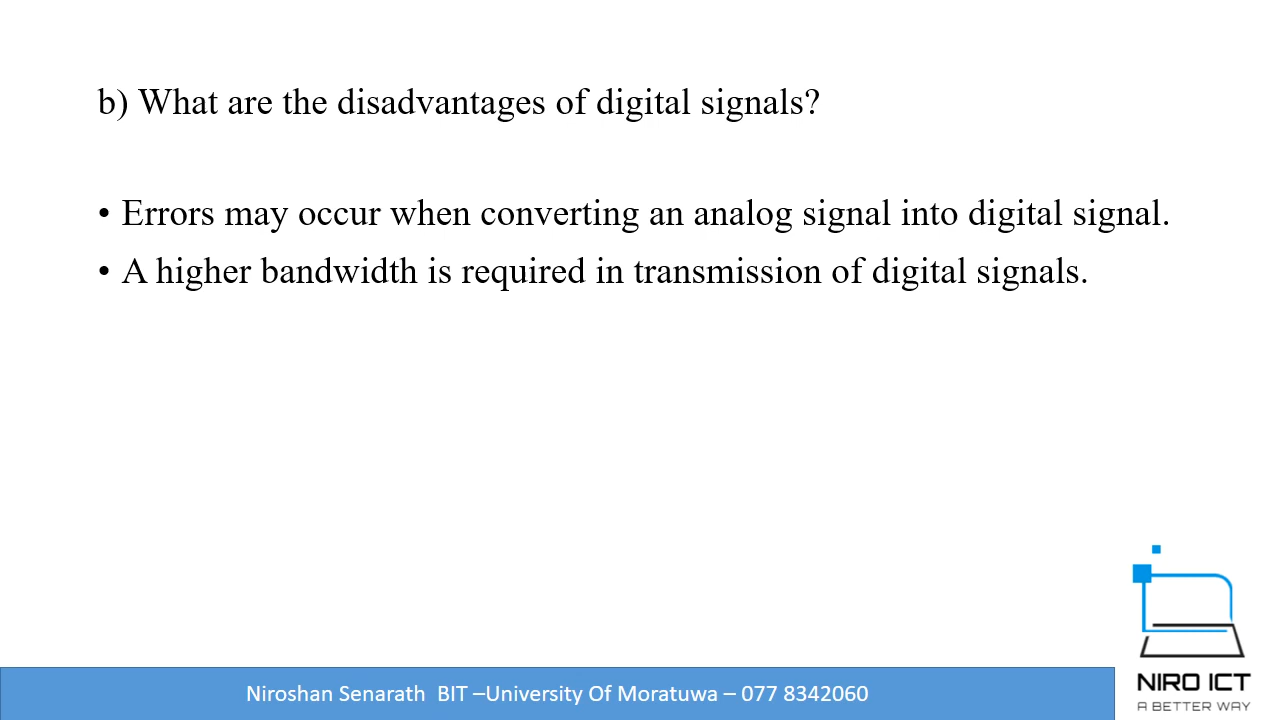 b) What are the disadvantages of digital signals?
• Errors may occur when converting an analog signal into digital signal.
• A higher bandwidth is required in transmission of digital signals.
Niroshan Senarath  BIT –University Of Moratuwa – 077 8342060
NIRO ICT
A BETTER WAY